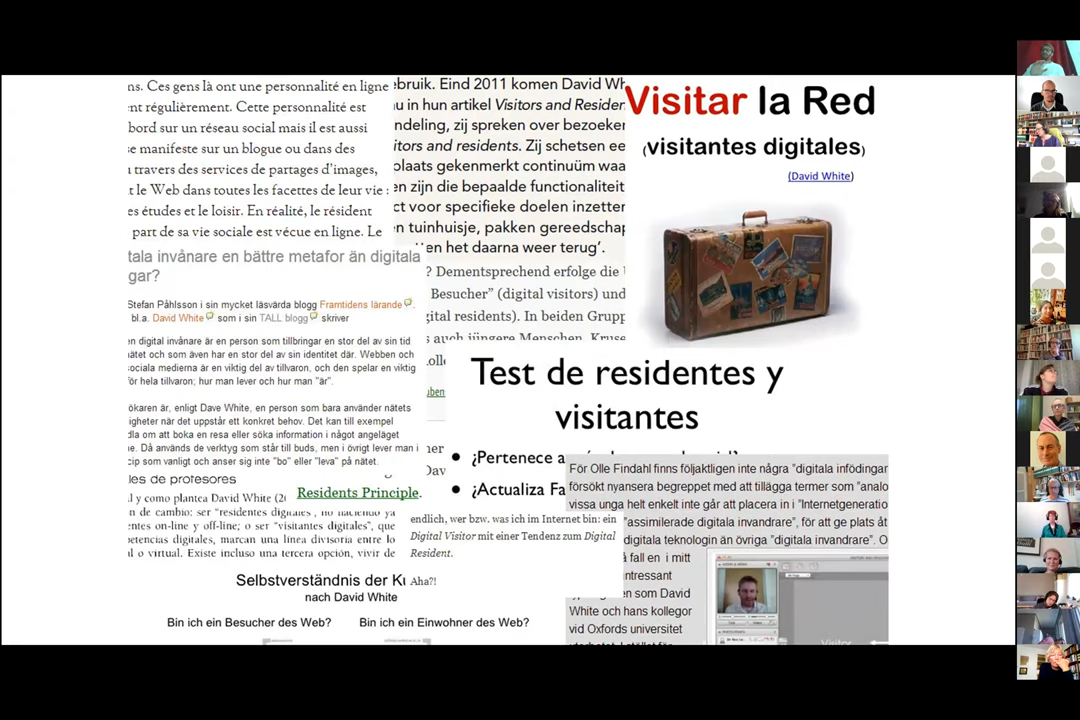 ns. Ces gens là ont une personnalité en ligne
nt régulièrement. Cette personnalité est
bord sur un réseau social mais il est aussi
se manifeste sur un blogue ou dans des
travers des services de partages d'images,
t le Web dans toutes les facettes de leur vie :
es études et le loisir. En réalité, le résident
part de sa vie sociale est vécue en ligne. Le
ebruik. Eind 2011 komen David Wh
u in hun artikel Visitors and Residen
ndeling, zij spreken over bezoeken
itors and residents. Zij schetsen ee
plaats gekenmerkt continuüm waa
en zijn die bepaalde functionaliteit
ct voor specifieke doelen inzetten
n tuinhuisje, pakken gereedschap
en het daarna weer terug'.
Visitar la Red
(visitantes digitales)
(David White)
tala invånare en bättre metafor än digitala
gar?
Stefan Påhlsson i sin mycket läsvärda blogg Framtidens lärande
bl.a. David White som i sin TALL blogg skriver
en digital invånare är en person som tillbringar en stor del av sin tid
nätet och som även har en stor del av sin identitet där. Webben och
sociala medierna är en viktig del av tillvaron, och den spelar en viktig
för hela tillvaron; hur man lever och hur man "är".
ökaren är, enligt Dave White, en person som bara använder nätets
igheter när det uppstår ett konkret behov. Det kan till exempel
dla om att boka en resa eller söka information i något angeläget
ne. Då används de verktyg som står till buds, men i övrigt lever man i
cip som vanligt och anser sig inte "bo" eller "leva" på nätet.
? Dementsprechend erfolge die U
Besucher" (digital visitors) und
gital residents). In beiden Grupp
s auch jüngere Menschen. Kruse
olle
uben
ner
Dav
Test de residentes y
visitantes
• ¿Pertenece a
• ¿Actualiza Fa
les de profesores
l y como plantea David White (20
n de cambio: ser "residentes digitales", no haciendo ya
entes on-line y off-line; o ser "visitantes digitales", que
petencias digitales, marcan una línea divisoria entre lo
l o virtual. Existe incluso una tercera opción, vivir de
Residents Principle.
endlich, wer bzw. was ich im Internet bin: ein
Digital Visitor mit einer Tendenz zum Digital
Resident.
Aha?!
För Olle Findahl finns följaktligen inte några "digitala infödingar
försökt nyansera begreppet med att tillägga termer som "analo
vissa unga helt enkelt inte går att placera in i "Internetgeneratio
"assimilerade digitala invandrare", för att ge plats åt
digitala teknologin än övriga "digitala invandrare". O
å fall en i mitt
ntressant
en som David
White och hans kollegor
vid Oxfords universitet
Visitor
Selbstverständnis der Ku
nach David White
Bin ich ein Besucher des Web?
Bin ich ein Einwohner des Web?